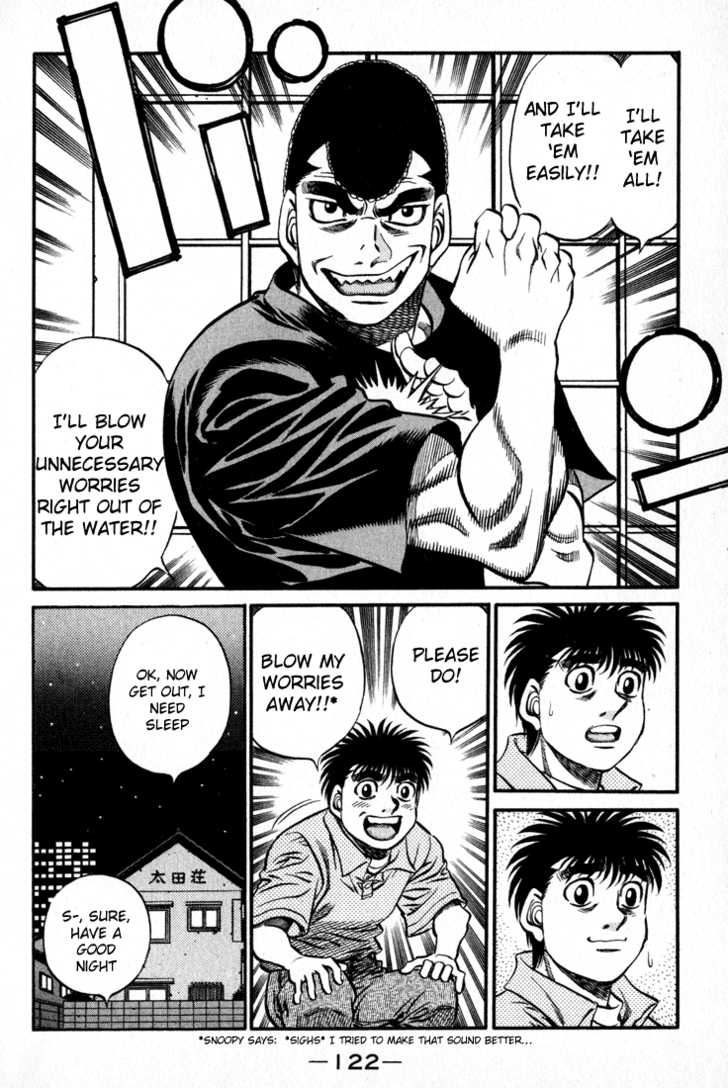 I'LL
TAKE
'EM
ALL!
AND I'LL
TAKE
'EM
EASILY!!
I'LL BLOW
YOUR
UNNECESSARY
WORRIES
RIGHT OUT OF
THE WATER!!
PLEASE
DO!
BLOW MY
WORRIES
AWAY!!*
OK, NOW
GET OUT, I
NEED
SLEEP
太田荘
S-, SURE,
HAVE A
GOOD
NIGHT
*SNOOPY SAYS: *SIGHS* I TRIED TO MAKE THAT SOUND BETTER...
—122—